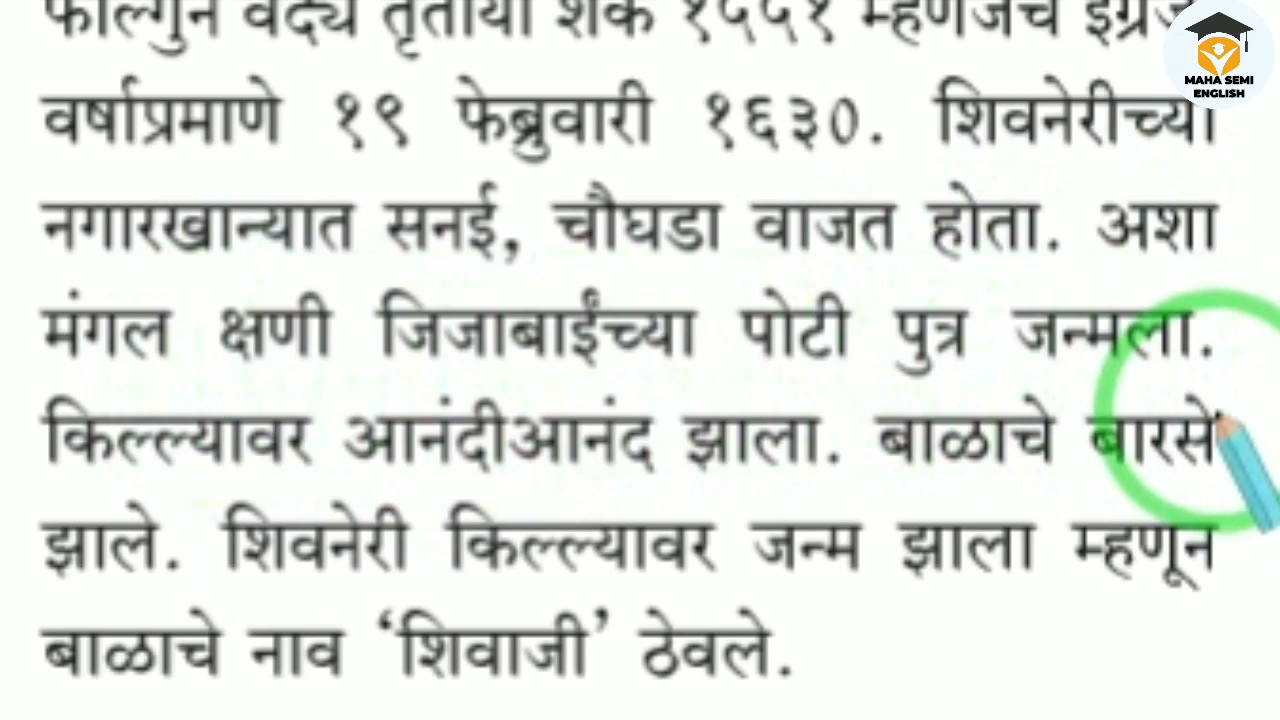 फाल्गुन वद्य तृतीया शके १५५१ म्हणजेच इंग्रजी
वर्षाप्रमाणे १९ फेब्रुवारी १६३०. शिवनेरीच्या
नगारखान्यात सनई, चौघडा वाजत होता. अशा
मंगल क्षणी जिजाबाईंच्या पोटी पुत्र जन्मला.
किल्ल्यावर आनंदीआनंद झाला. बाळाचे बारसे
झाले. शिवनेरी किल्ल्यावर जन्म झाला म्हणून
बाळाचे नाव ‘शिवाजी’ ठेवले.
MAHA SEMI
ENGLISH